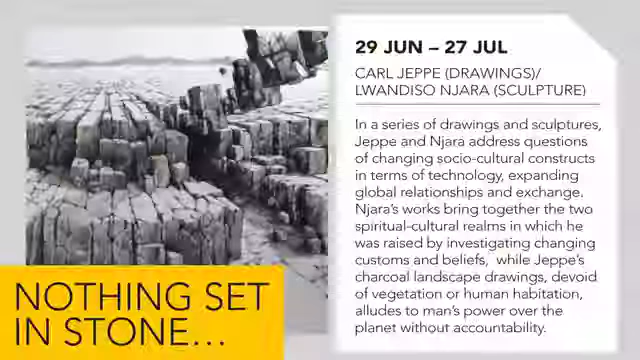 29 JUN – 27 JUL
CARL JEPPE (DRAWINGS)/
LWANDISO NJARA (SCULPTURE)
In a series of drawings and sculptures,
Jeppe and Njara address questions
of changing socio-cultural constructs
in terms of technology, expanding
global relationships and exchange.
Njara's works bring together the two
spiritual-cultural realms in which he
was raised by investigating changing
customs and beliefs, while Jeppe's
charcoal landscape drawings, devoid
of vegetation or human habitation,
alludes to man's power over the
planet without accountability.
NOTHING SET
IN STONE...